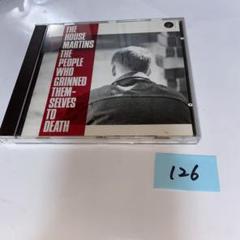 THE
HOUSE
MARTINS
THE
PEOPLE
WHO
GRINNED
THEM-
SELVES
TO
DEATH
126